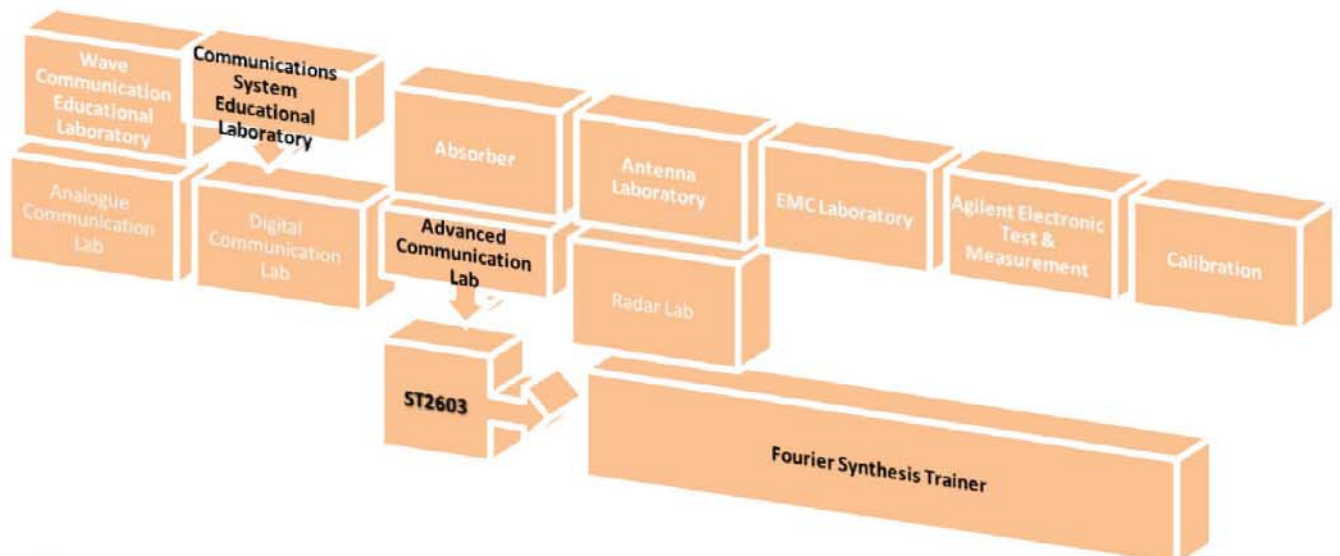 Wave
Communication
Educational
Laboratory
Communications
System
Educational
Laboratory
Absorber
Antenna
Laboratory
EMC Laboratory
Agilent Electronic
Test &
Measurement
Calibration
Analogue
Communication
Lab
Digital
Communication
Lab
Advanced
Communication
Lab
Radar Lab
ST2603
Fourier Synthesis Trainer